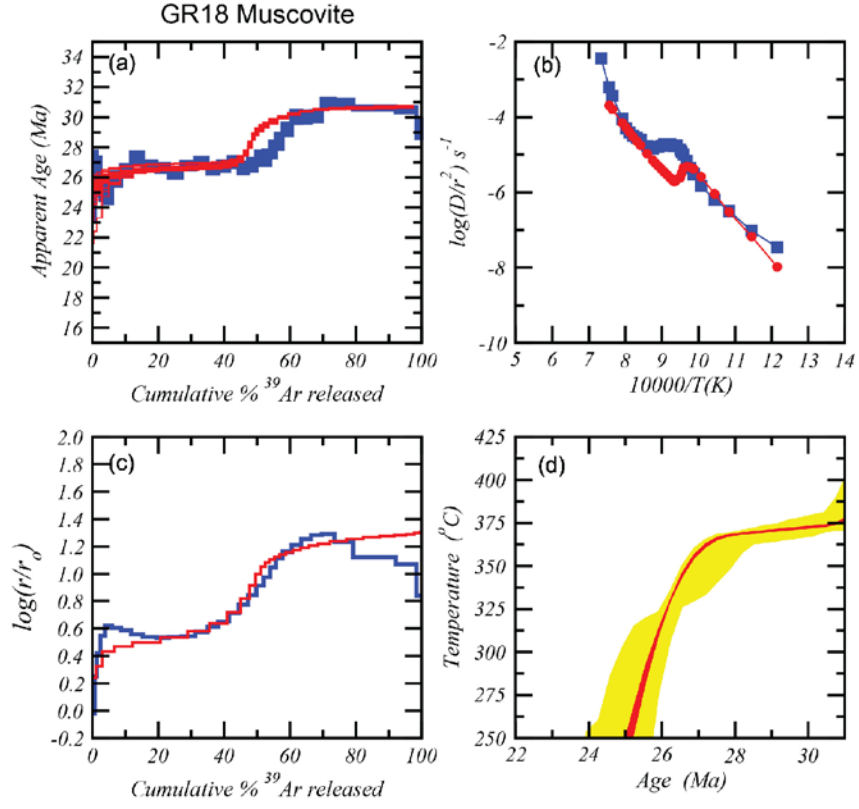 GR18 Muscovite
(a)
Apparent Age (Ma)
34
32
30
28
26
24
22
20
18
16
0 20 40 60 80 100
Cumulative % ³⁹Ar released
(b)
log(D/r²) s⁻¹
-2
-4
-6
-8
-10
5 6 7 8 9 10 11 12 13 14
10000/T(K)
(c)
log(r/rₒ)
2.0
1.8
1.6
1.4
1.2
1.0
0.8
0.6
0.4
0.2
0.0
-0.2
0 20 40 60 80 100
Cumulative % ³⁹Ar released
(d)
Temperature (°C)
425
400
375
350
325
300
275
250
22 24 26 28 30
Age (Ma)